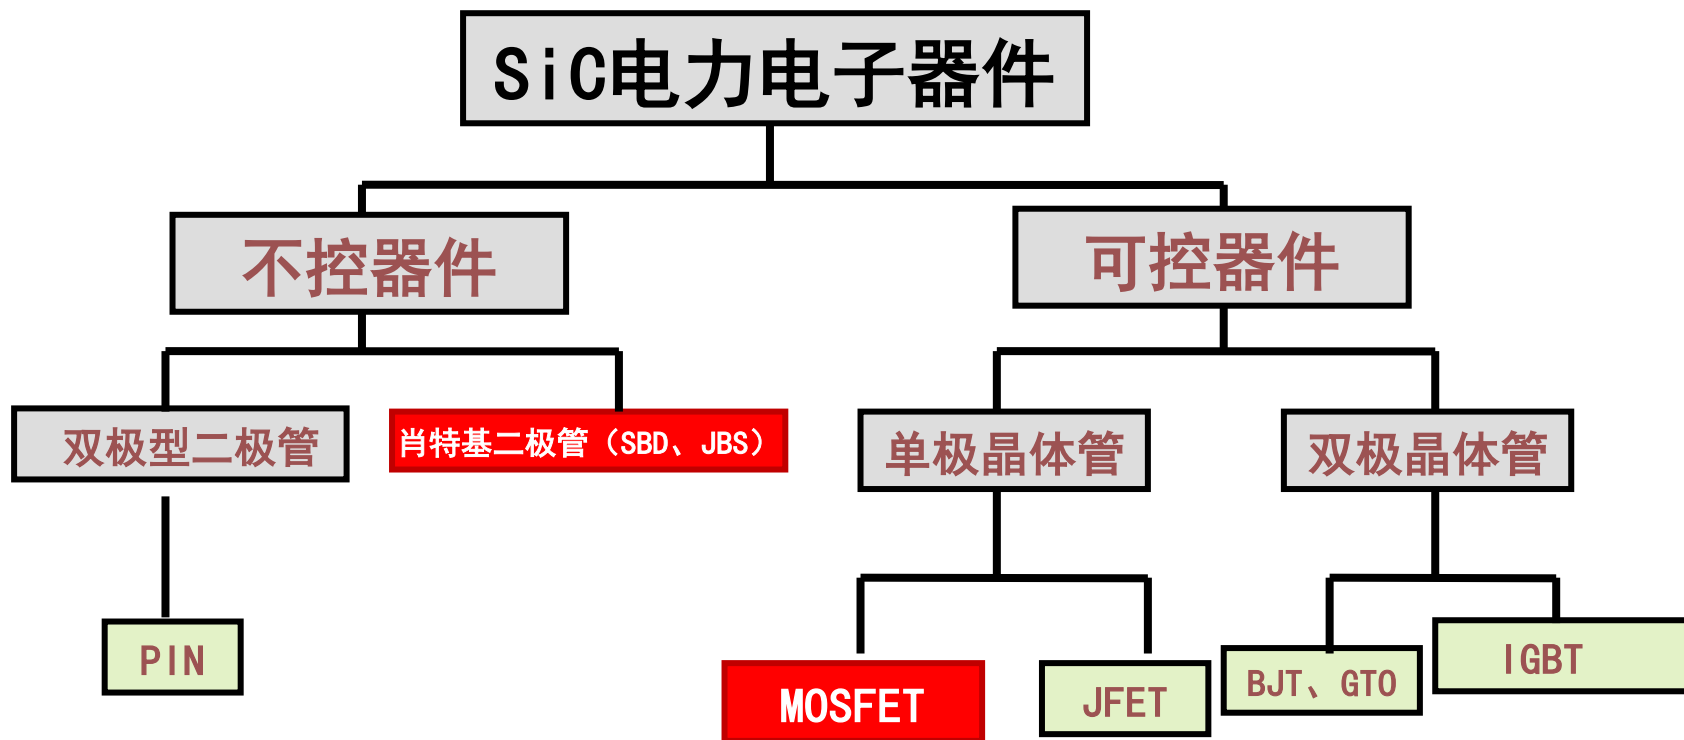 SiC电力电子器件
不控器件
可控器件
双极型二极管
肖特基二极管（SBD、JBS）
单极晶体管
双极晶体管
PIN
MOSFET
JFET
BJT、GTO
IGBT